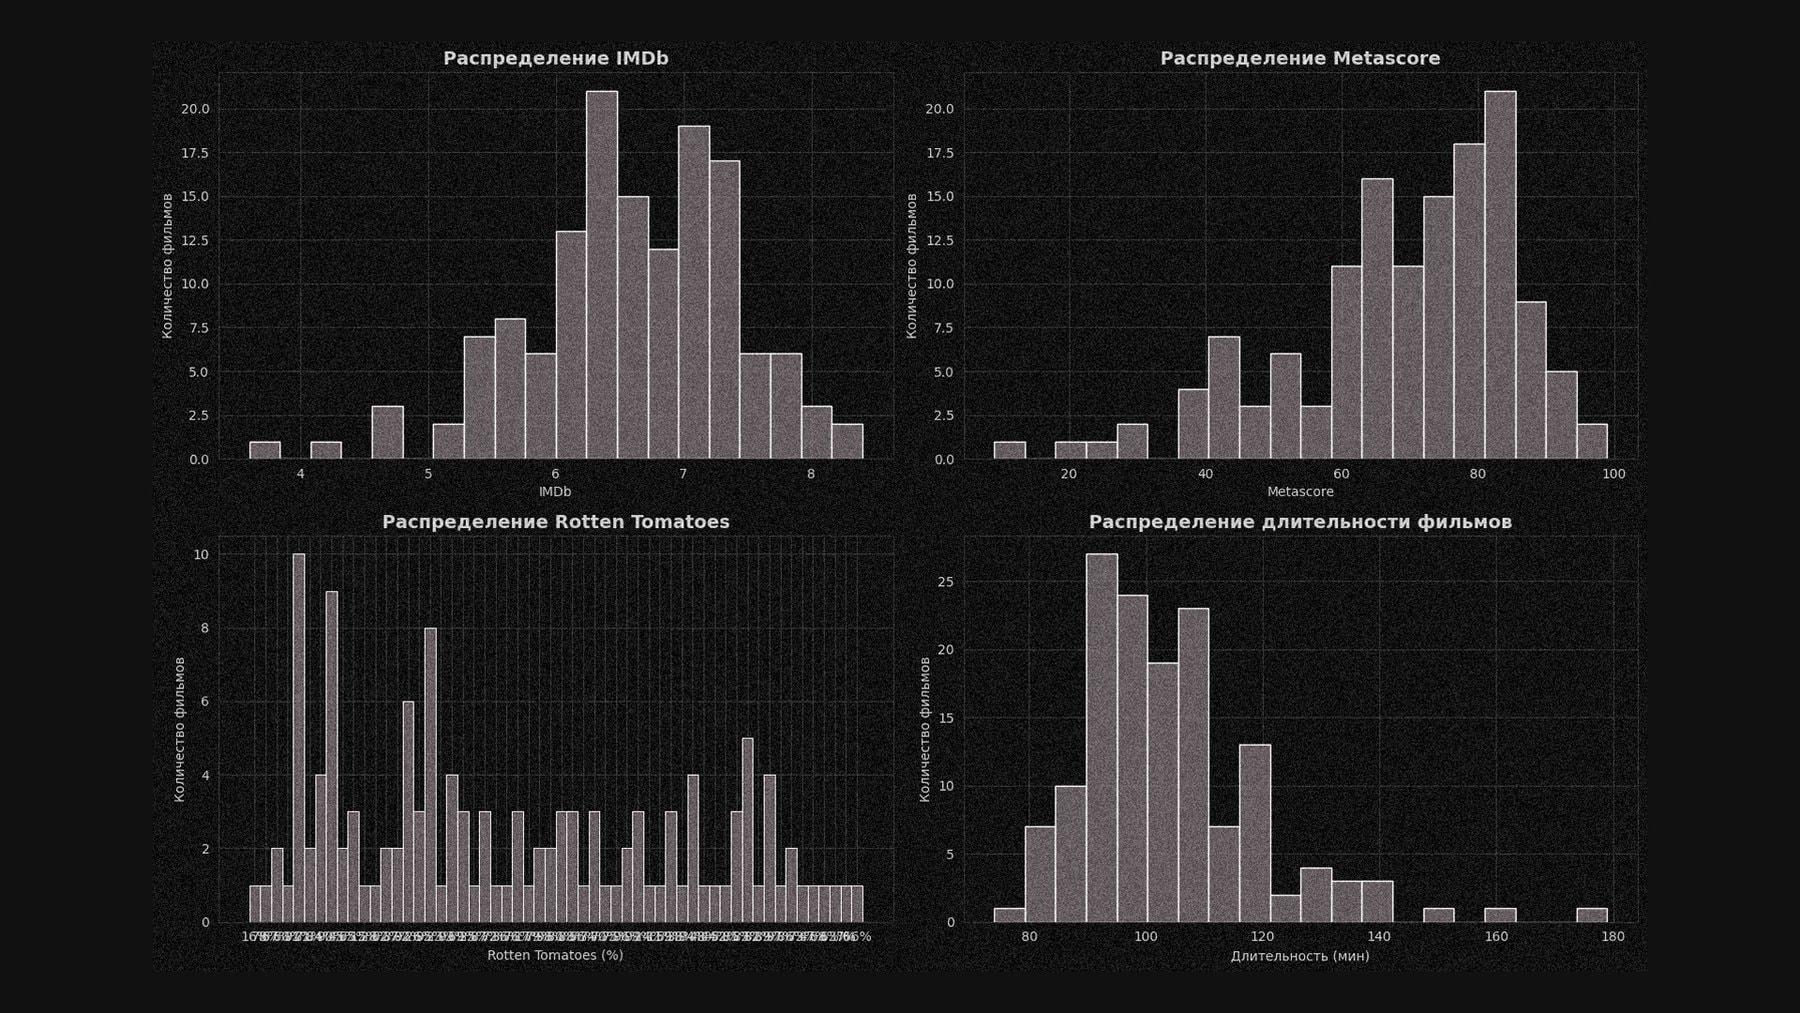 Распределение IMDb
Количество фильмов
20.0
17.5
15.0
12.5
10.0
7.5
5.0
2.5
0.0
4 5 6 7 8
IMDb
Распределение Metascore
Количество фильмов
20.0
17.5
15.0
12.5
10.0
7.5
5.0
2.5
0.0
20 40 60 80 100
Metascore
Распределение Rotten Tomatoes
Количество фильмов
10
8
6
4
2
0
Rotten Tomatoes (%)
Распределение длительности фильмов
Количество фильмов
25
20
15
10
5
0
80 100 120 140 160 180
Длительность (мин)